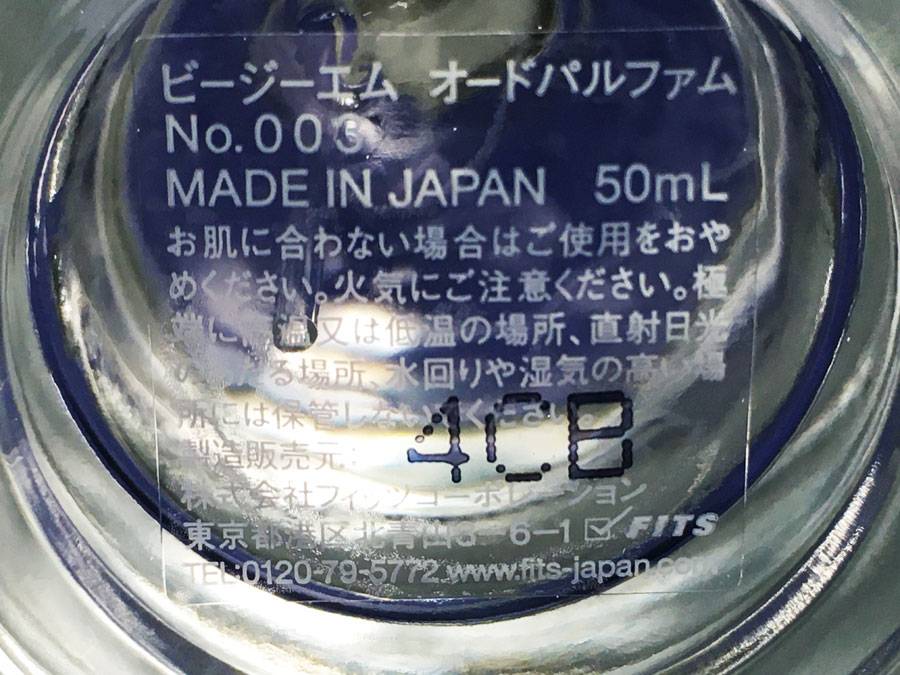 ビージーエム オードパルファム
No.003
MADE IN JAPAN 50mL
お肌に合わない場合はご使用をおや
めください。火気にご注意ください。極
端に高温又は低温の場所、直射日光
のあたる場所、水回りや湿気の高い場
所には保管しないでください。
4CB
製造販売元:
株式会社フィッツコーポレーション
東京都港区北青山3-6-1 FITS
TEL:0120-79-5772 www.fits-japan.com